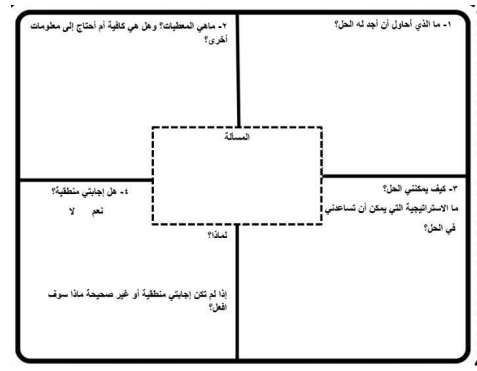 ١- ما الذي أحاول أن أجد له الحل؟
٢- ماهي المعطيات؟ وهل هي كافية أم أحتاج إلى معلومات
أخرى؟
المسألة
٣- كيف يمكنني الحل؟
ما الاستراتيجية التي يمكن أن تساعدني
في الحل؟
٤- هل إجابتي منطقية؟
نعم لا
لماذا؟
إذا لم تكن إجابتي منطقية أو غير صحيحة ماذا سوف
افعل؟